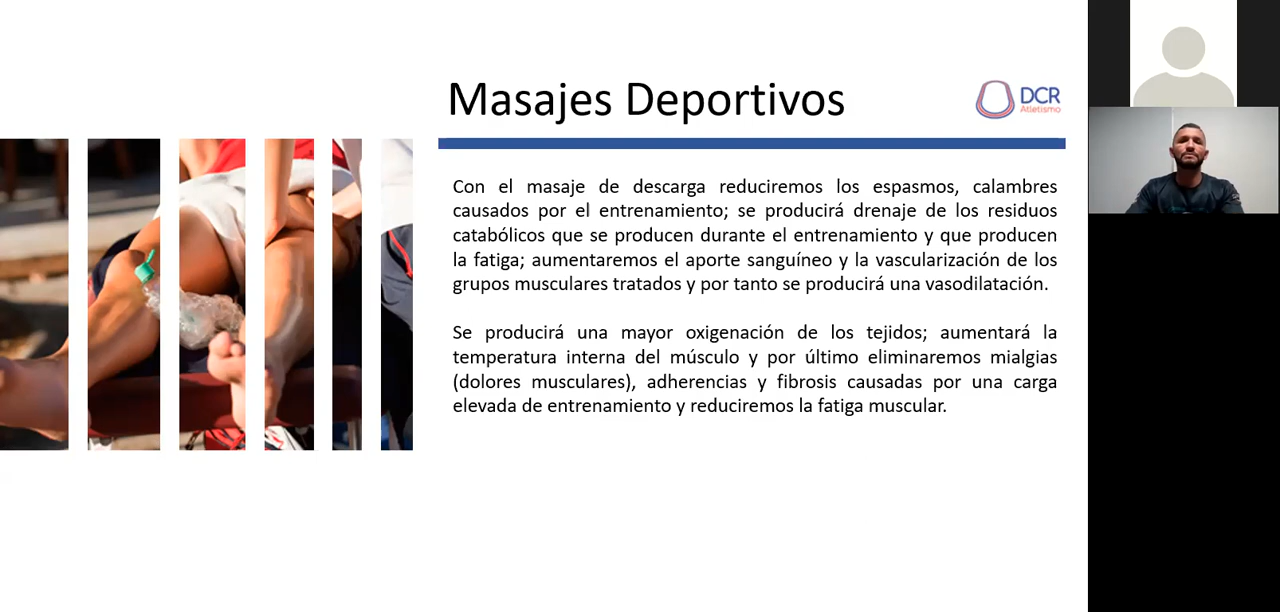 Masajes Deportivos
DCR
Atletismo
Con el masaje de descarga reduciremos los espasmos, calambres
causados por el entrenamiento; se producirá drenaje de los residuos
catabólicos que se producen durante el entrenamiento y que producen
la fatiga; aumentaremos el aporte sanguíneo y la vascularización de los
grupos musculares tratados y por tanto se producirá una vasodilatación.
Se producirá una mayor oxigenación de los tejidos; aumentará la
temperatura interna del músculo y por último eliminaremos mialgias
(dolores musculares), adherencias y fibrosis causadas por una carga
elevada de entrenamiento y reduciremos la fatiga muscular.